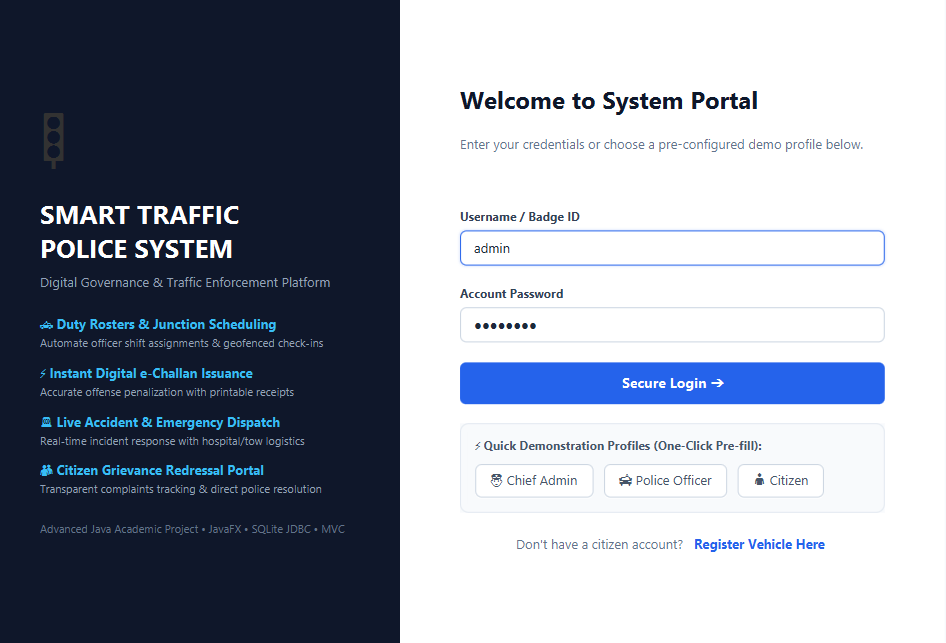 SMART TRAFFIC
POLICE SYSTEM
Digital Governance & Traffic Enforcement Platform
🚓 Duty Rosters & Junction Scheduling
Automate officer shift assignments & geofenced check-ins
⚡ Instant Digital e-Challan Issuance
Accurate offense penalization with printable receipts
🚨 Live Accident & Emergency Dispatch
Real-time incident response with hospital/tow logistics
👥 Citizen Grievance Redressal Portal
Transparent complaints tracking & direct police resolution
Advanced Java Academic Project • JavaFX • SQLite JDBC • MVC
Welcome to System Portal
Enter your credentials or choose a pre-configured demo profile below.
Username / Badge ID
admin
Account Password
●●●●●●●●
Secure Login ➔
⚡ Quick Demonstration Profiles (One-Click Pre-fill):
Chief Admin
Police Officer
Citizen
Don't have a citizen account? Register Vehicle Here